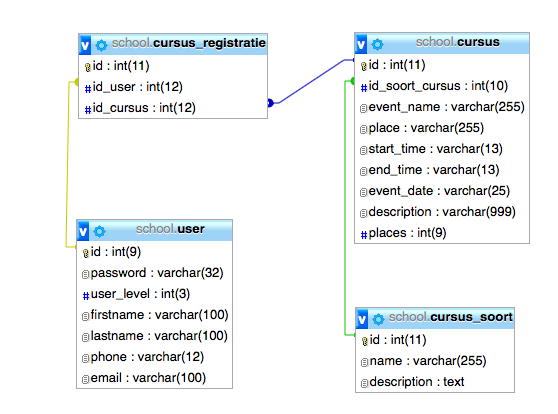 school.cursus_registratie
id : int(11)
#id_user : int(12)
#id_cursus : int(12)
school.cursus
id : int(11)
#id_soort_cursus : int(10)
event_name : varchar(255)
place : varchar(255)
start_time : varchar(13)
end_time : varchar(13)
event_date : varchar(25)
description : varchar(999)
#places : int(9)
school.user
id : int(9)
password : varchar(32)
#user_level : int(3)
firstname : varchar(100)
lastname : varchar(100)
phone : varchar(12)
email : varchar(100)
school.cursus_soort
id : int(11)
name : varchar(255)
description : text